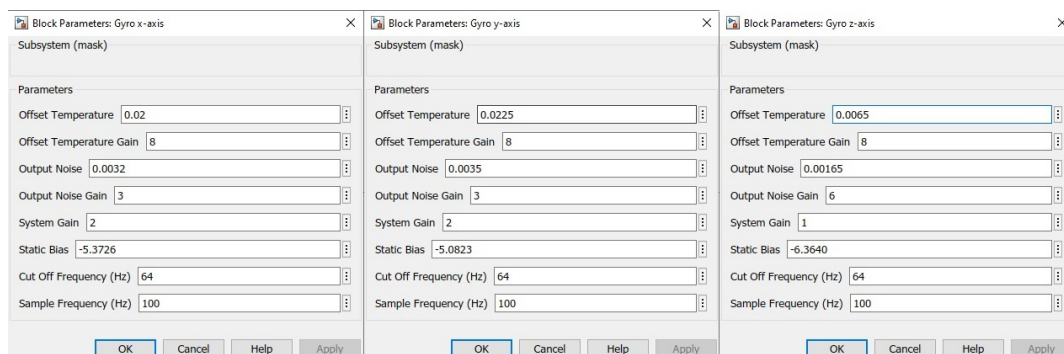 Block Parameters: Gyro x-axis
Subsystem (mask)
Parameters
Offset Temperature 0.02
Offset Temperature Gain 8
Output Noise 0.0032
Output Noise Gain 3
System Gain 2
Static Bias -5.3726
Cut Off Frequency (Hz) 64
Sample Frequency (Hz) 100
OK Cancel Help Apply
Block Parameters: Gyro y-axis
Subsystem (mask)
Parameters
Offset Temperature 0.0225
Offset Temperature Gain 8
Output Noise 0.0035
Output Noise Gain 3
System Gain 2
Static Bias -5.0823
Cut Off Frequency (Hz) 64
Sample Frequency (Hz) 100
OK Cancel Help Apply
Block Parameters: Gyro z-axis
Subsystem (mask)
Parameters
Offset Temperature 0.0065
Offset Temperature Gain 8
Output Noise 0.00165
Output Noise Gain 6
System Gain 1
Static Bias -6.3640
Cut Off Frequency (Hz) 64
Sample Frequency (Hz) 100
OK Cancel Help Apply